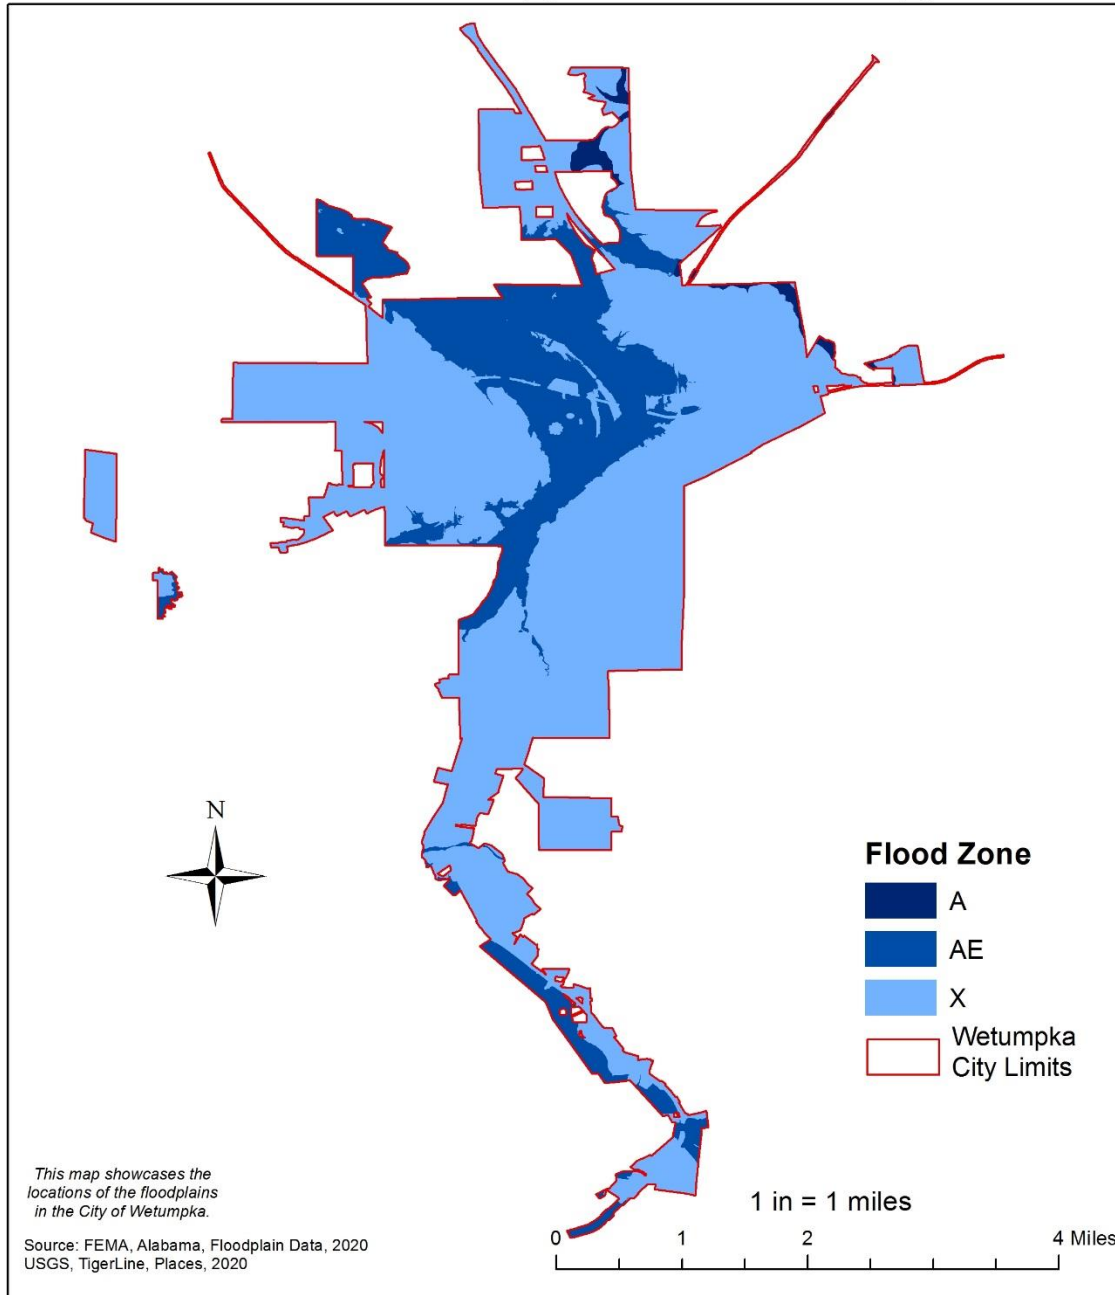 N
Flood Zone
A
AE
X
Wetumpka
City Limits
This map showcases the
locations of the floodplains
in the City of Wetumpka.
Source: FEMA, Alabama, Floodplain Data, 2020
USGS, TigerLine, Places, 2020
1 in = 1 miles
0 1 2 4 Miles